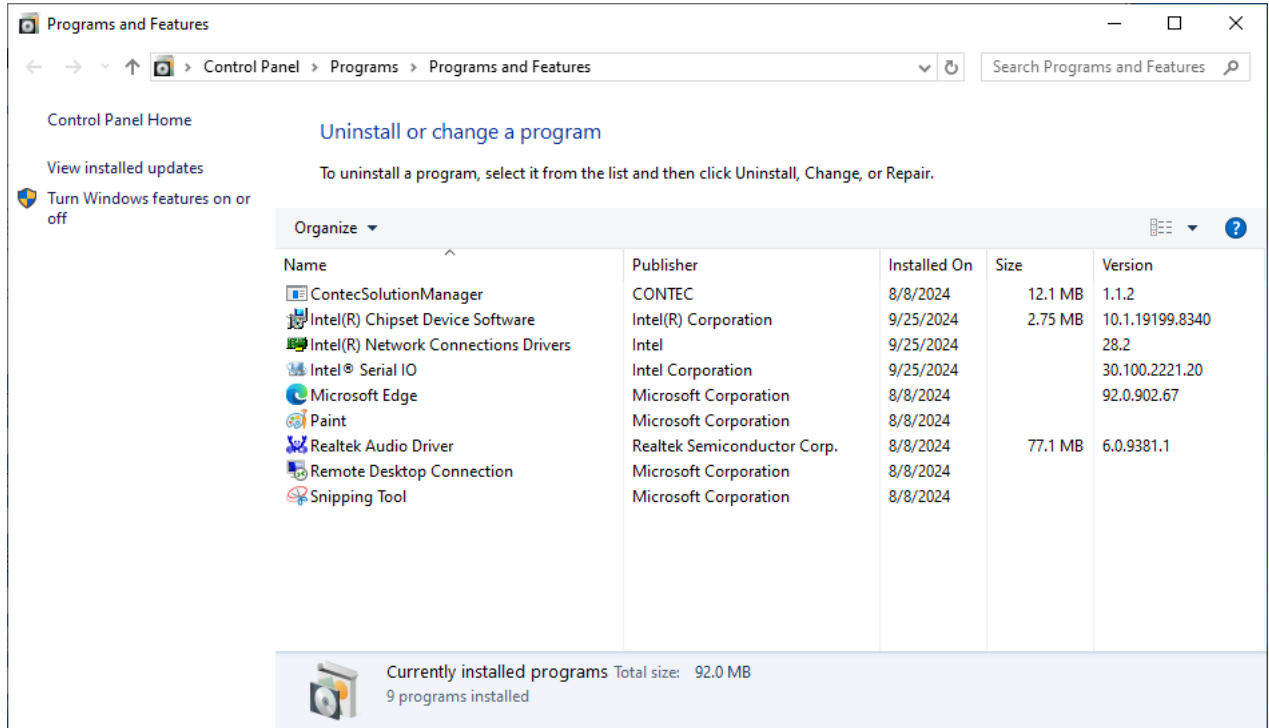 Programs and Features
Control Panel > Programs > Programs and Features
Search Programs and Features
Control Panel Home
View installed updates
Turn Windows features on or
off
Uninstall or change a program
To uninstall a program, select it from the list and then click Uninstall, Change, or Repair.
Organize
Name Publisher Installed On Size Version
ContecSolutionManager CONTEC 8/8/2024 12.1 MB 1.1.2
Intel(R) Chipset Device Software Intel(R) Corporation 9/25/2024 2.75 MB 10.1.19199.8340
Intel(R) Network Connections Drivers Intel 9/25/2024 28.2
Intel® Serial IO Intel Corporation 9/25/2024 30.100.2221.20
Microsoft Edge Microsoft Corporation 8/8/2024 92.0.902.67
Paint Microsoft Corporation 8/8/2024
Realtek Audio Driver Realtek Semiconductor Corp. 8/8/2024 77.1 MB 6.0.9381.1
Remote Desktop Connection Microsoft Corporation 8/8/2024
Snipping Tool Microsoft Corporation 8/8/2024
Currently installed programs Total size: 92.0 MB
9 programs installed